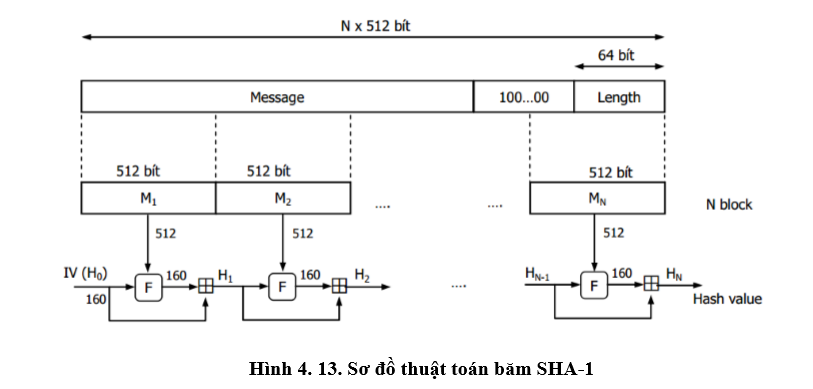 N x 512 bít
64 bít
Message 100...00 Length
512 bít 512 bít 512 bít
M1 M2 .... .... MN N block
512 512 512
IV (H0) 160 H1 160 H2 HN-1 160 HN
F F .... F
160 Hash value
Hình 4. 13. Sơ đồ thuật toán băm SHA-1